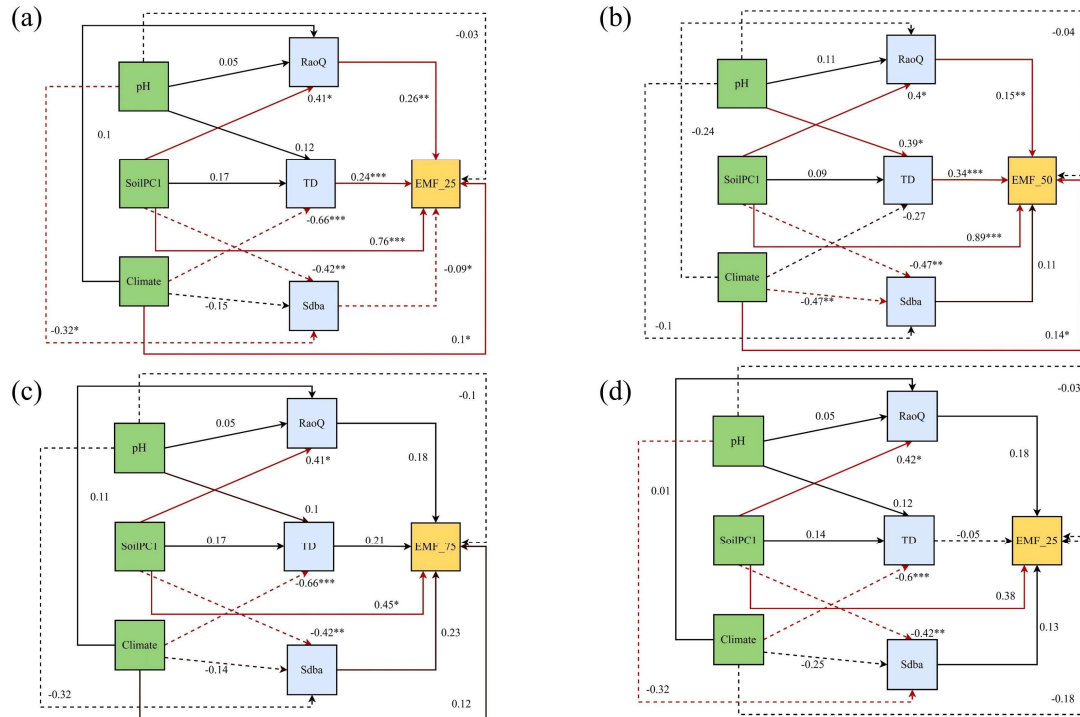 (a)
-0.03
RaoQ
0.05
pH
0.41*
0.26**
0.1
0.12
SoilPC1
0.17
TD
0.24***
EMF_25
-0.66***
0.76***
-0.42**
-0.09*
Climate
-0.15
Sdba
-0.32*
0.1*
(b)
-0.04
RaoQ
0.11
pH
0.4*
0.15**
-0.24
0.39*
SoilPC1
0.09
TD
0.34***
EMF_50
-0.27
0.89***
-0.47**
0.11
Climate
-0.47**
Sdba
-0.1
0.14*
(c)
-0.1
RaoQ
0.05
pH
0.41*
0.18
0.11
0.1
SoilPC1
0.17
TD
0.21
EMF_75
-0.66***
0.45*
-0.42**
0.23
Climate
-0.14
Sdba
-0.32
0.12
(d)
-0.03
RaoQ
0.05
pH
0.42*
0.18
0.01
0.12
SoilPC1
0.14
TD
-0.05
EMF_25
-0.6***
0.38
-0.42**
0.13
Climate
-0.25
Sdba
-0.32
-0.18